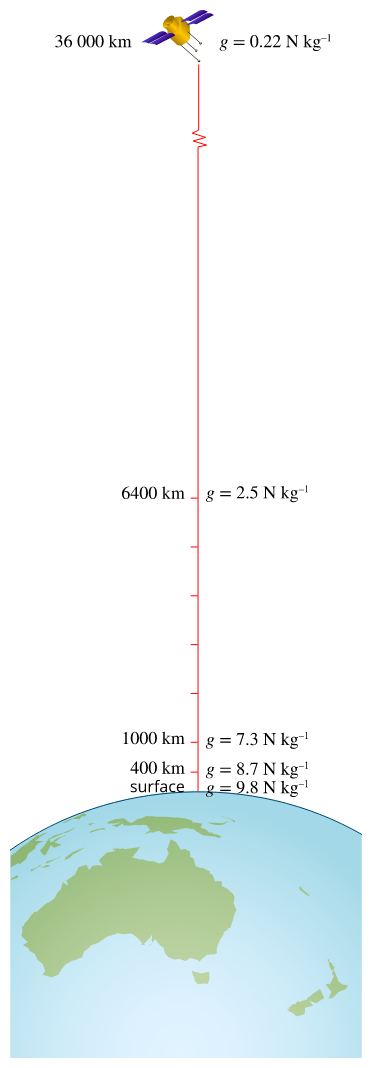 36 000 km g = 0.22 N kg⁻¹
6400 km g = 2.5 N kg⁻¹
1000 km g = 7.3 N kg⁻¹
400 km g = 8.7 N kg⁻¹
surface g = 9.8 N kg⁻¹